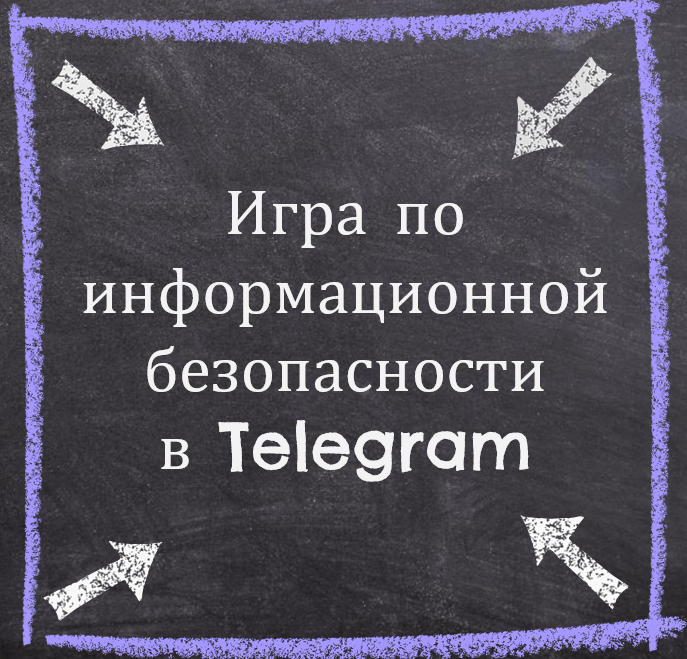 Игра по
информационной
безопасности
в Telegram